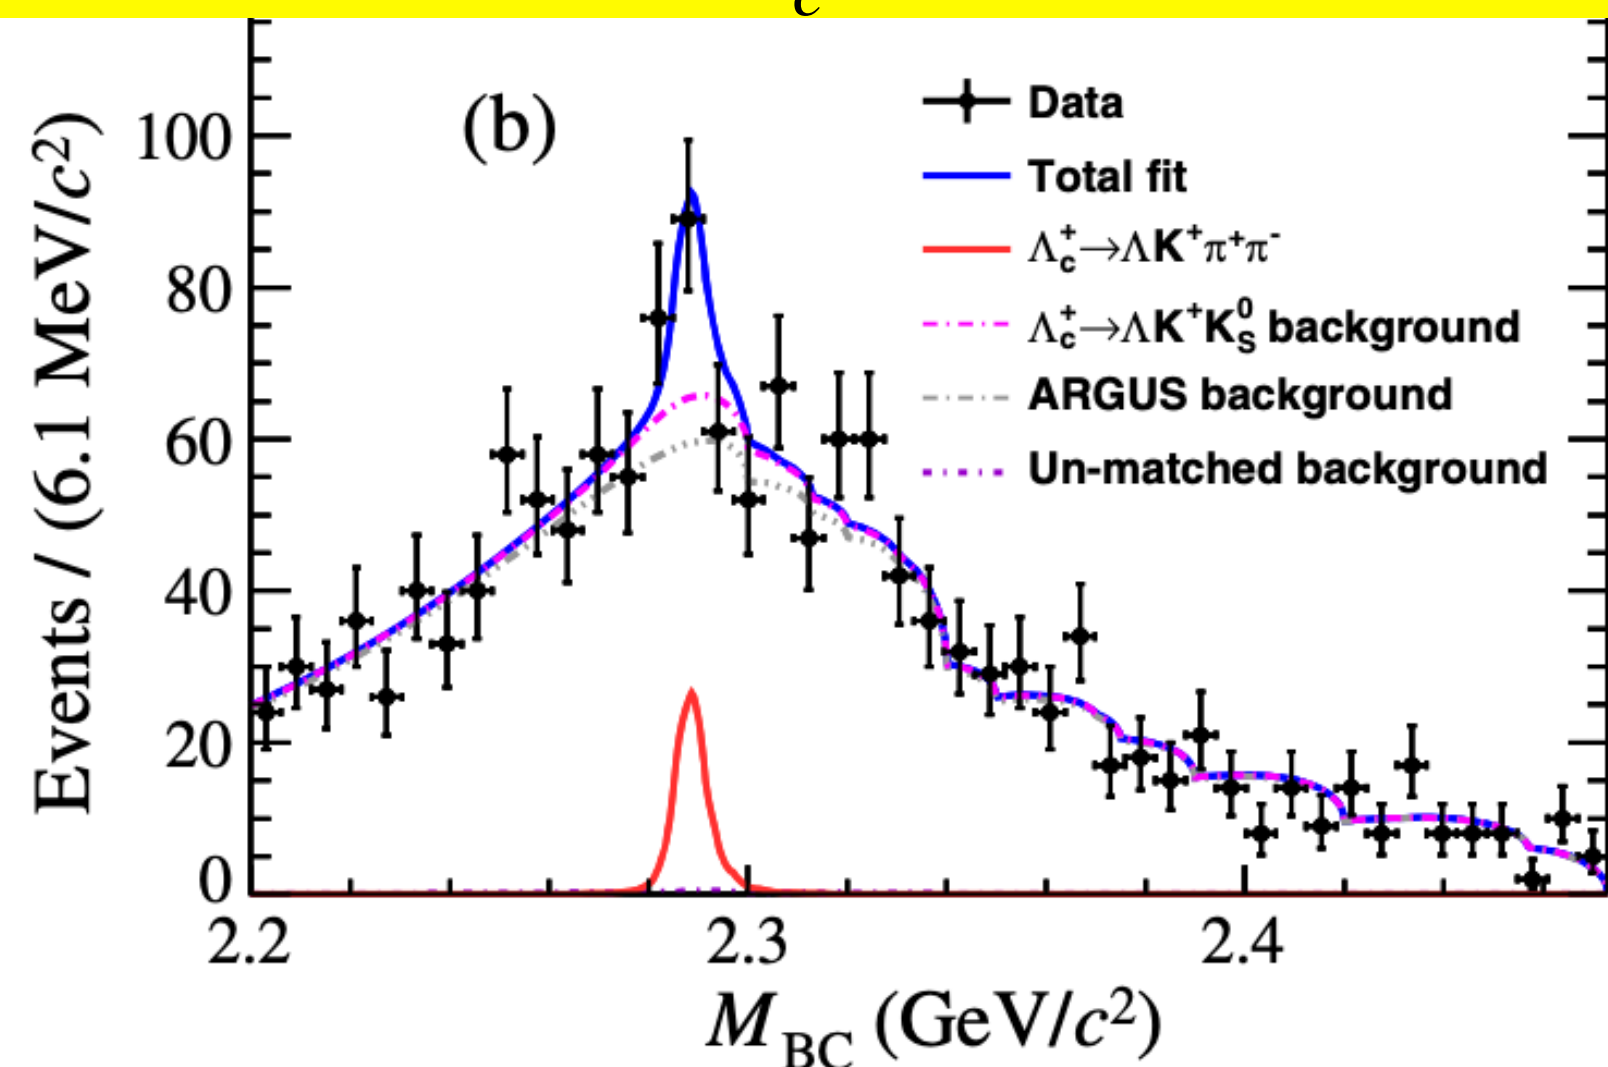 c
(b)
Data
Total fit
Λc+→ΛK+π+π-
Λc+→ΛK+KS0 background
ARGUS background
Un-matched background
Events / (6.1 MeV/c²)
100
80
60
40
20
0
2.2 2.3 2.4
MBC (GeV/c²)